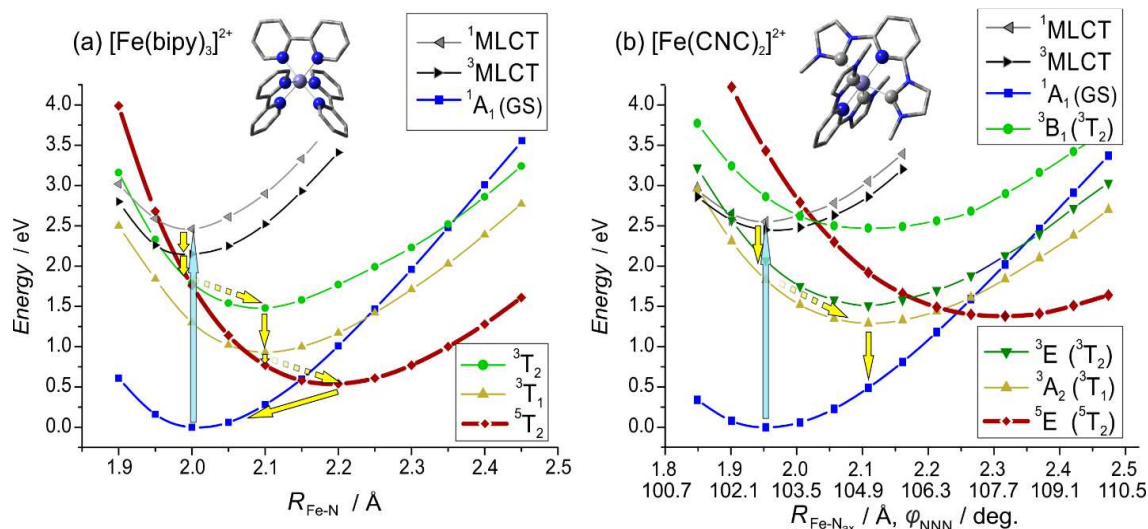 (a) [Fe(bipy)₃]²⁺
¹MLCT
³MLCT
¹A₁ (GS)
4.0
3.5
3.0
2.5
2.0
1.5
1.0
0.5
0.0
Energy / eV
³T₂
³T₁
⁵T₂
1.9 2.0 2.1 2.2 2.3 2.4 2.5
R Fe-N / Å
(b) [Fe(CNC)₂]²⁺
¹MLCT
³MLCT
¹A₁ (GS)
³B₁ (³T₂)
4.0
3.5
3.0
2.5
2.0
1.5
1.0
0.5
0.0
Energy / eV
³E (³T₂)
³A₂ (³T₁)
⁵E (⁵T₂)
1.8 1.9 2.0 2.1 2.2 2.3 2.4 2.5
100.7 102.1 103.5 104.9 106.3 107.7 109.1 110.5
R Fe-Nax / Å, φNNN / deg.